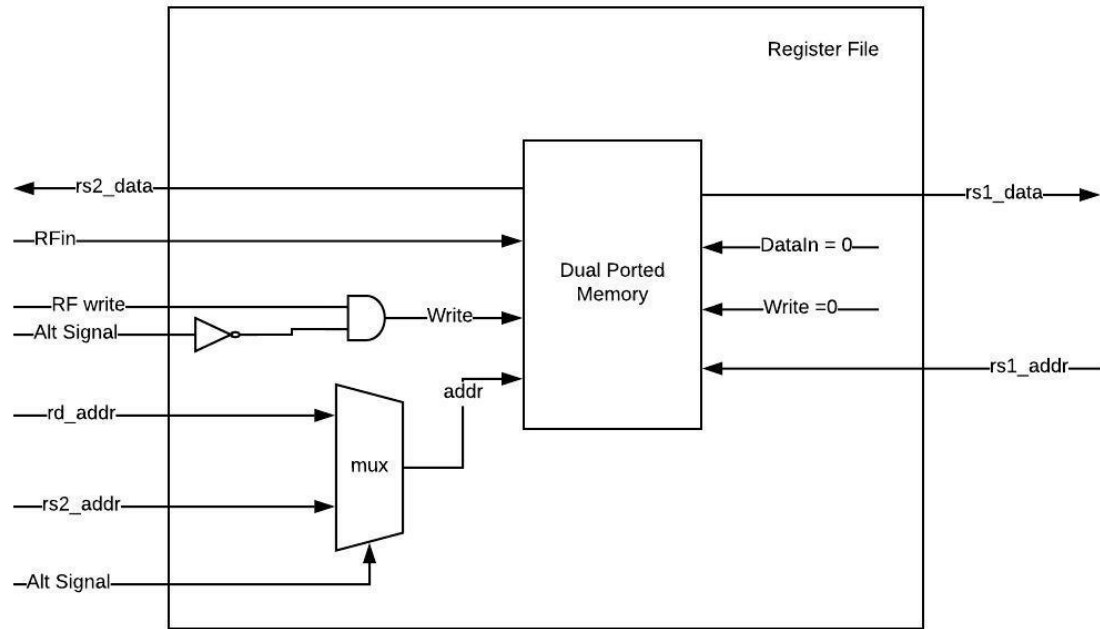 Register File
rs2_data
rs1_data
RFin
DataIn = 0
Dual Ported
Memory
RF write
Write
Write =0
Alt Signal
rs1_addr
addr
rd_addr
mux
rs2_addr
Alt Signal